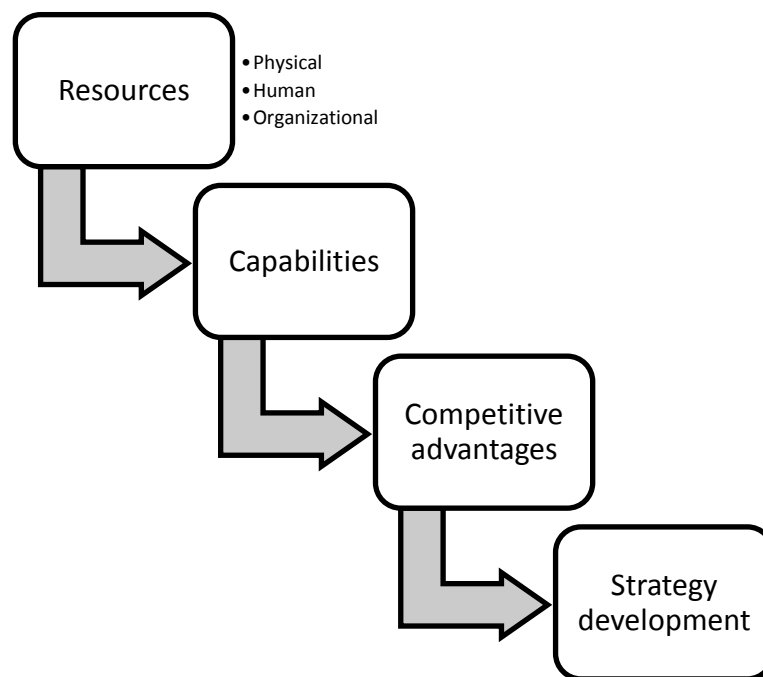 Resources
•Physical
•Human
•Organizational
Capabilities
Competitive
advantages
Strategy
development